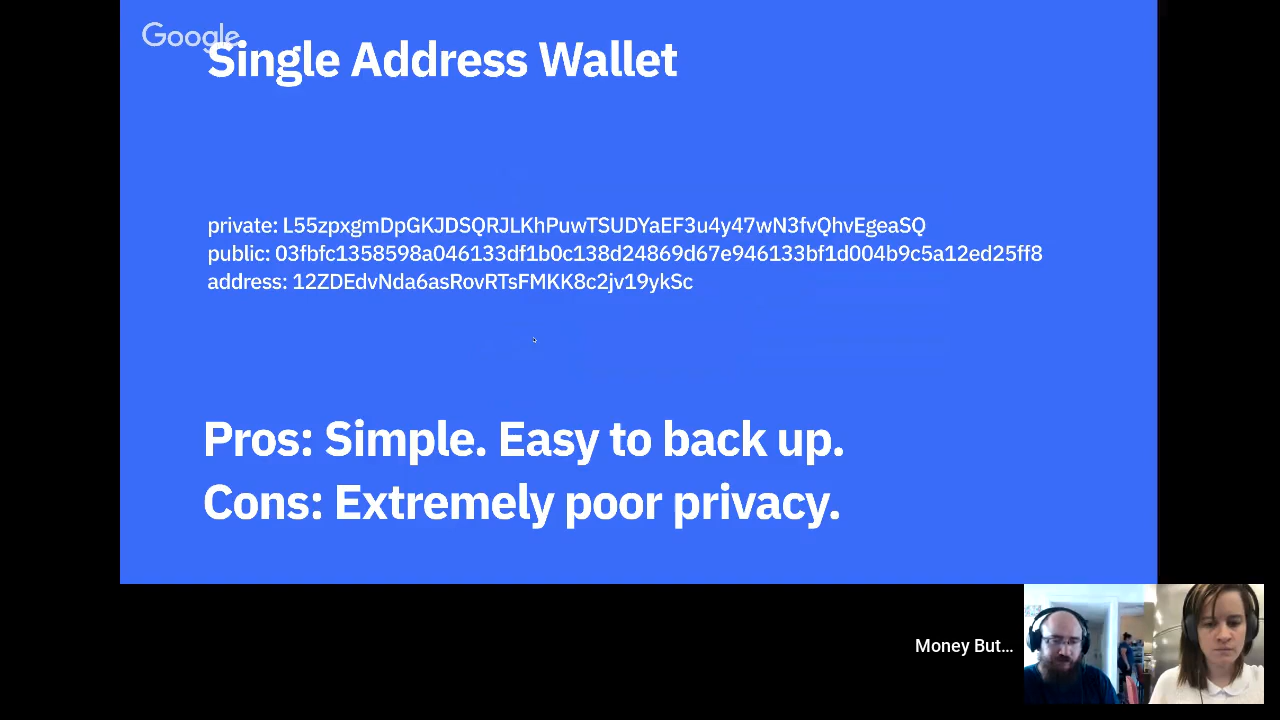 Google
Single Address Wallet
private: L55zpxgmDpGKJDSQRJLKhPuwTSUDYaEF3u4y47wN3fvQhvEgeaSQ
public: 03fbfc1358598a046133df1b0c138d24869d67e946133bf1d004b9c5a12ed25ff8
address: 12ZDEdvNda6asRovRTsFMKK8c2jv19ykSc
Pros: Simple. Easy to back up.
Cons: Extremely poor privacy.
Money But...